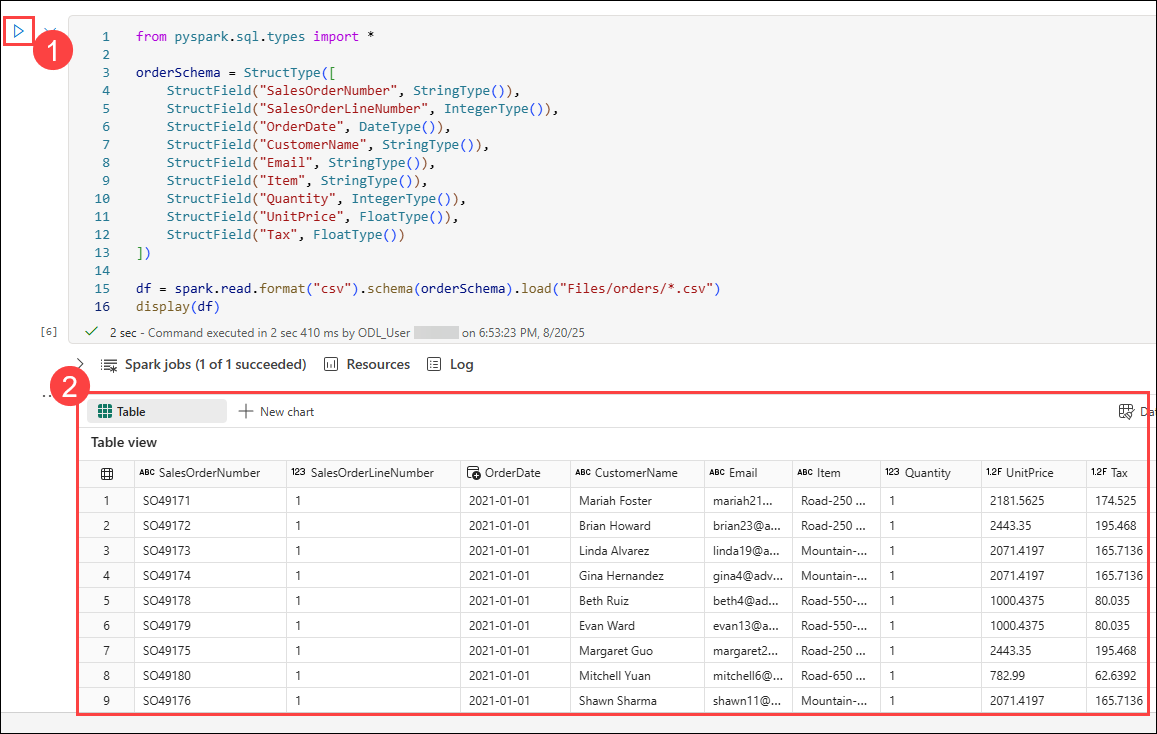 1
1 from pyspark.sql.types import *
2
3 orderSchema = StructType([
4 StructField("SalesOrderNumber", StringType()),
5 StructField("SalesOrderLineNumber", IntegerType()),
6 StructField("OrderDate", DateType()),
7 StructField("CustomerName", StringType()),
8 StructField("Email", StringType()),
9 StructField("Item", StringType()),
10 StructField("Quantity", IntegerType()),
11 StructField("UnitPrice", FloatType()),
12 StructField("Tax", FloatType())
13 ])
14
15 df = spark.read.format("csv").schema(orderSchema).load("Files/orders/*.csv")
16 display(df)
[6] 2 sec - Command executed in 2 sec 410 ms by ODL_User on 6:53:23 PM, 8/20/25
Spark jobs (1 of 1 succeeded) Resources Log
2
Table New chart
Table view
ABC SalesOrderNumber 123 SalesOrderLineNumber OrderDate ABC CustomerName ABC Email ABC Item 123 Quantity 1.2F UnitPrice 1.2F Tax
1 SO49171 1 2021-01-01 Mariah Foster mariah21... Road-250 ... 1 2181.5625 174.525
2 SO49172 1 2021-01-01 Brian Howard brian23@a... Road-250 ... 1 2443.35 195.468
3 SO49173 1 2021-01-01 Linda Alvarez linda19@a... Mountain-... 1 2071.4197 165.7136
4 SO49174 1 2021-01-01 Gina Hernandez gina4@adv... Mountain-... 1 2071.4197 165.7136
5 SO49178 1 2021-01-01 Beth Ruiz beth4@ad... Road-550-... 1 1000.4375 80.035
6 SO49179 1 2021-01-01 Evan Ward evan13@a... Road-550-... 1 1000.4375 80.035
7 SO49175 1 2021-01-01 Margaret Guo margaret2... Road-250 ... 1 2443.35 195.468
8 SO49180 1 2021-01-01 Mitchell Yuan mitchell6@... Road-650 ... 1 782.99 62.6392
9 SO49176 1 2021-01-01 Shawn Sharma shawn11@... Mountain-... 1 2071.4197 165.7136